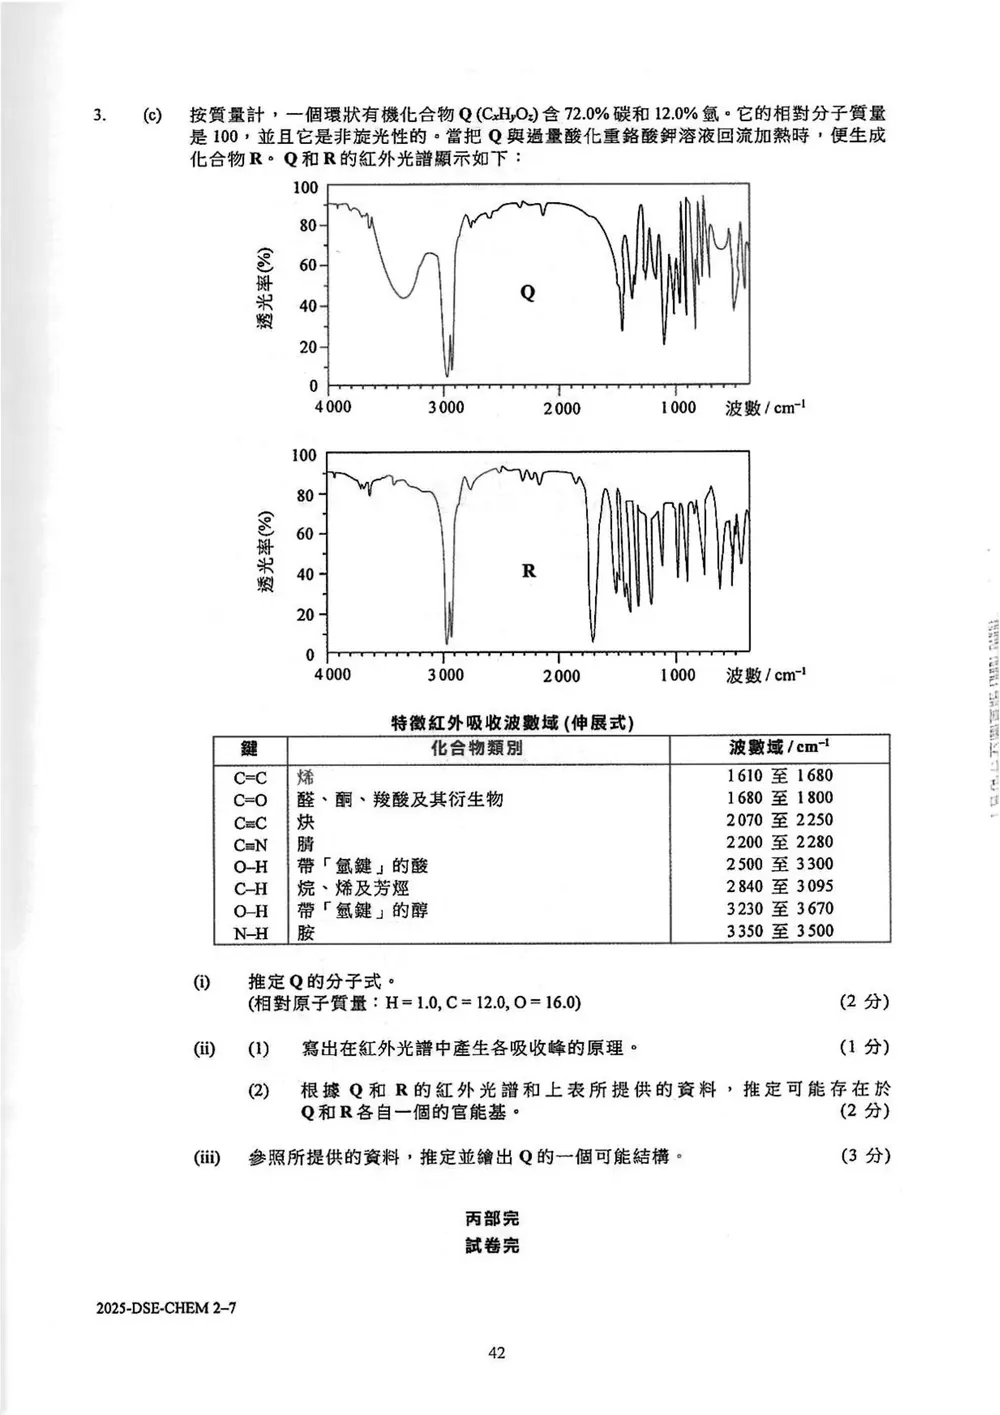 3. (c) 按質量計，一個環狀有機化合物 Q (CxHyOz) 含 72.0% 碳和 12.0% 氫。它的相對分子質量
是 100，並且它是非旋光性的。當把 Q 與過量酸化重鉻酸鉀溶液回流加熱時，便生成
化合物 R。Q 和 R 的紅外光譜顯示如下：
100
80
60
40
20
0
透光率(%)
Q
4000 3000 2000 1000 波數 / cm⁻¹
100
80
60
40
20
0
透光率(%)
R
4000 3000 2000 1000 波數 / cm⁻¹
特徵紅外吸收波數域 (伸展式)
鍵 化合物類別 波數域 / cm⁻¹
C=C 烯 1610 至 1680
C=O 醛、酮、羧酸及其衍生物 1680 至 1800
C≡C 炔 2070 至 2250
C≡N 腈 2200 至 2280
O–H 帶「氫鍵」的酸 2500 至 3300
C–H 烷、烯及芳烴 2840 至 3095
O–H 帶「氫鍵」的醇 3230 至 3670
N–H 胺 3350 至 3500
(i) 推定 Q 的分子式。
(相對原子質量：H = 1.0, C = 12.0, O = 16.0) (2 分)
(ii) (1) 寫出在紅外光譜中產生各吸收峰的原理。 (1 分)
(2) 根據 Q 和 R 的紅外光譜和上表所提供的資料，推定可能存在於
Q 和 R 各自一個的官能基。 (2 分)
(iii) 參照所提供的資料，推定並繪出 Q 的一個可能結構。 (3 分)
丙部完
試卷完
2025-DSE-CHEM 2–7
42